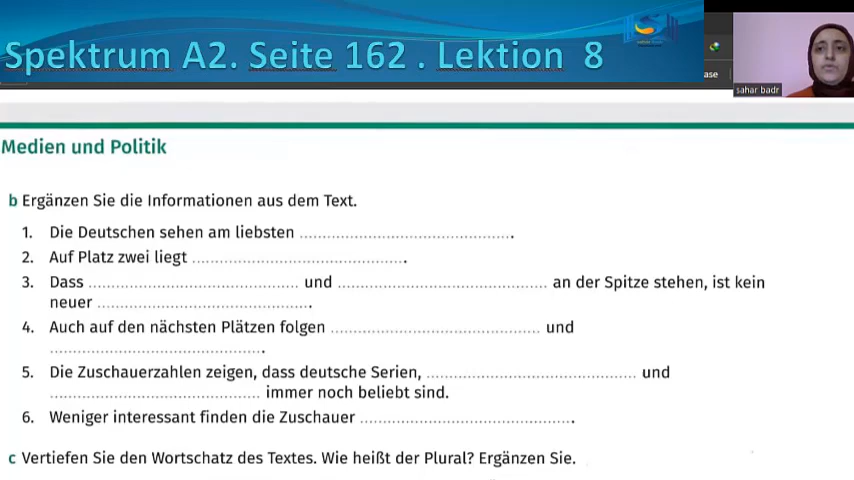 Spektrum A2. Seite 162 . Lektion 8
ase
sahar badr
Medien und Politik
b Ergänzen Sie die Informationen aus dem Text.
1. Die Deutschen sehen am liebsten ............................................
2. Auf Platz zwei liegt ............................................
3. Dass ............................................ und ............................................ an der Spitze stehen, ist kein
neuer ............................................
4. Auch auf den nächsten Plätzen folgen ............................................ und
............................................
5. Die Zuschauerzahlen zeigen, dass deutsche Serien, ............................................ und
............................................ immer noch beliebt sind.
6. Weniger interessant finden die Zuschauer ............................................
c Vertiefen Sie den Wortschatz des Textes. Wie heißt der Plural? Ergänzen Sie.